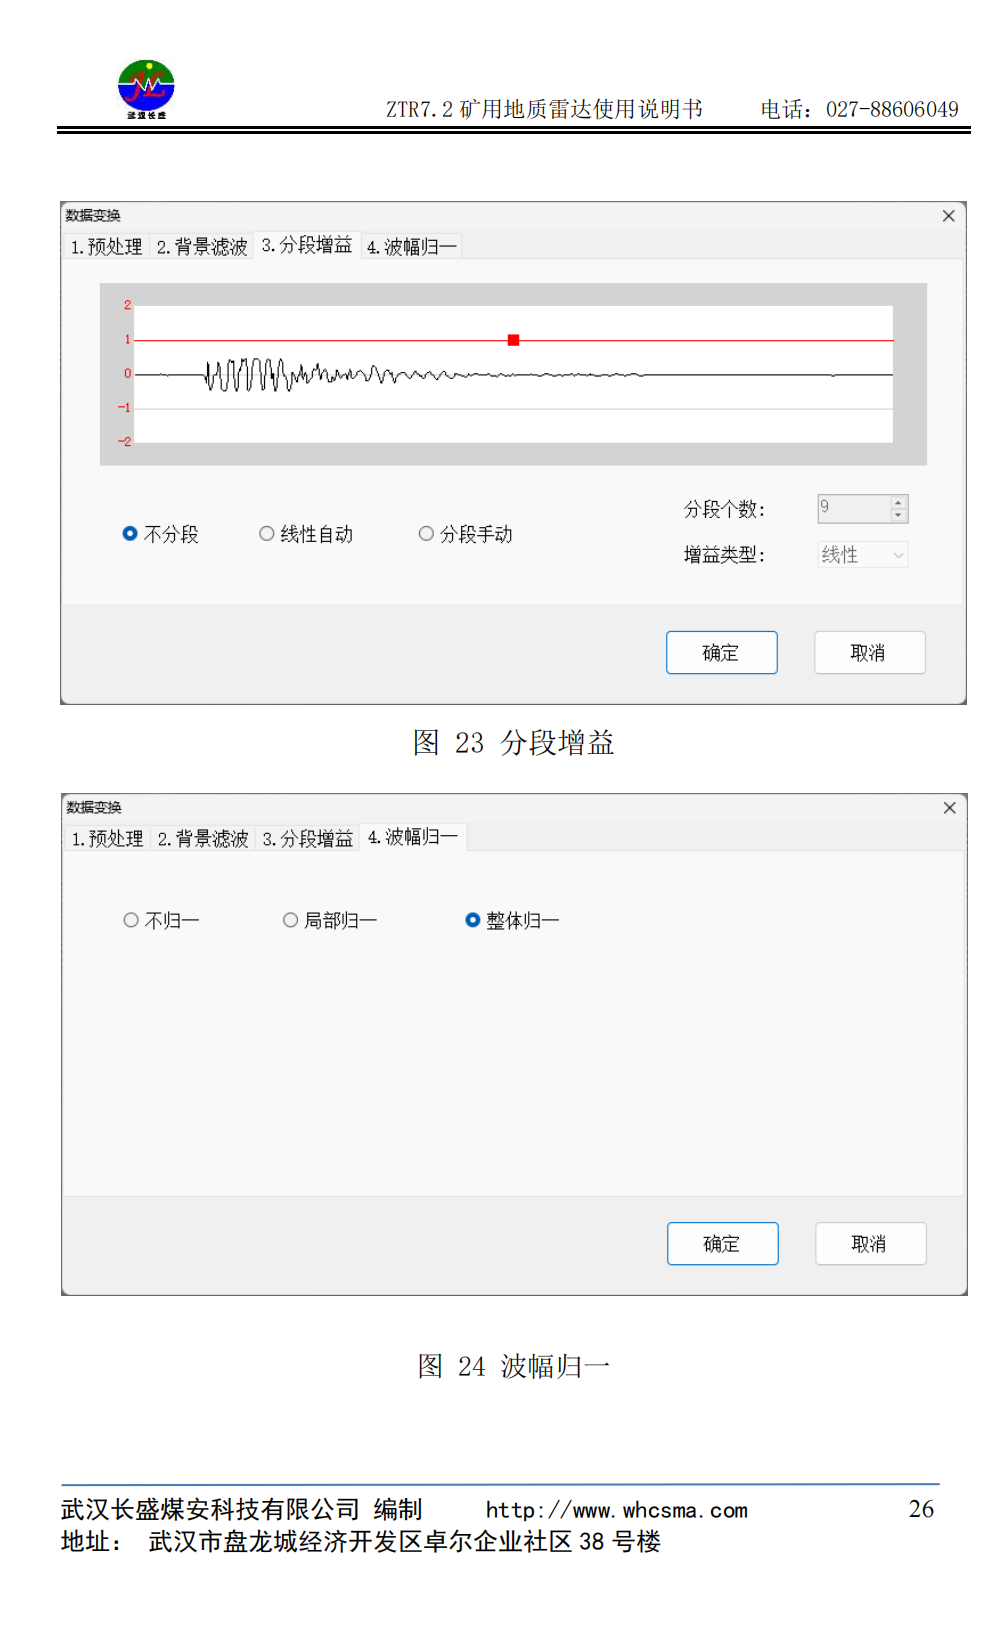 武汉长盛
ZTR7.2 矿用地质雷达使用说明书 电话：027-88606049
数据变换
1.预处理 2.背景滤波 3.分段增益 4.波幅归一
2
1
0
-1
-2
不分段 线性自动 分段手动
分段个数: 9
增益类型: 线性
确定 取消
图 23 分段增益
数据变换
1.预处理 2.背景滤波 3.分段增益 4.波幅归一
不归一 局部归一 整体归一
确定 取消
图 24 波幅归一
武汉长盛煤安科技有限公司 编制 http://www.whcsma.com 26
地址： 武汉市盘龙城经济开发区卓尔企业社区 38 号楼